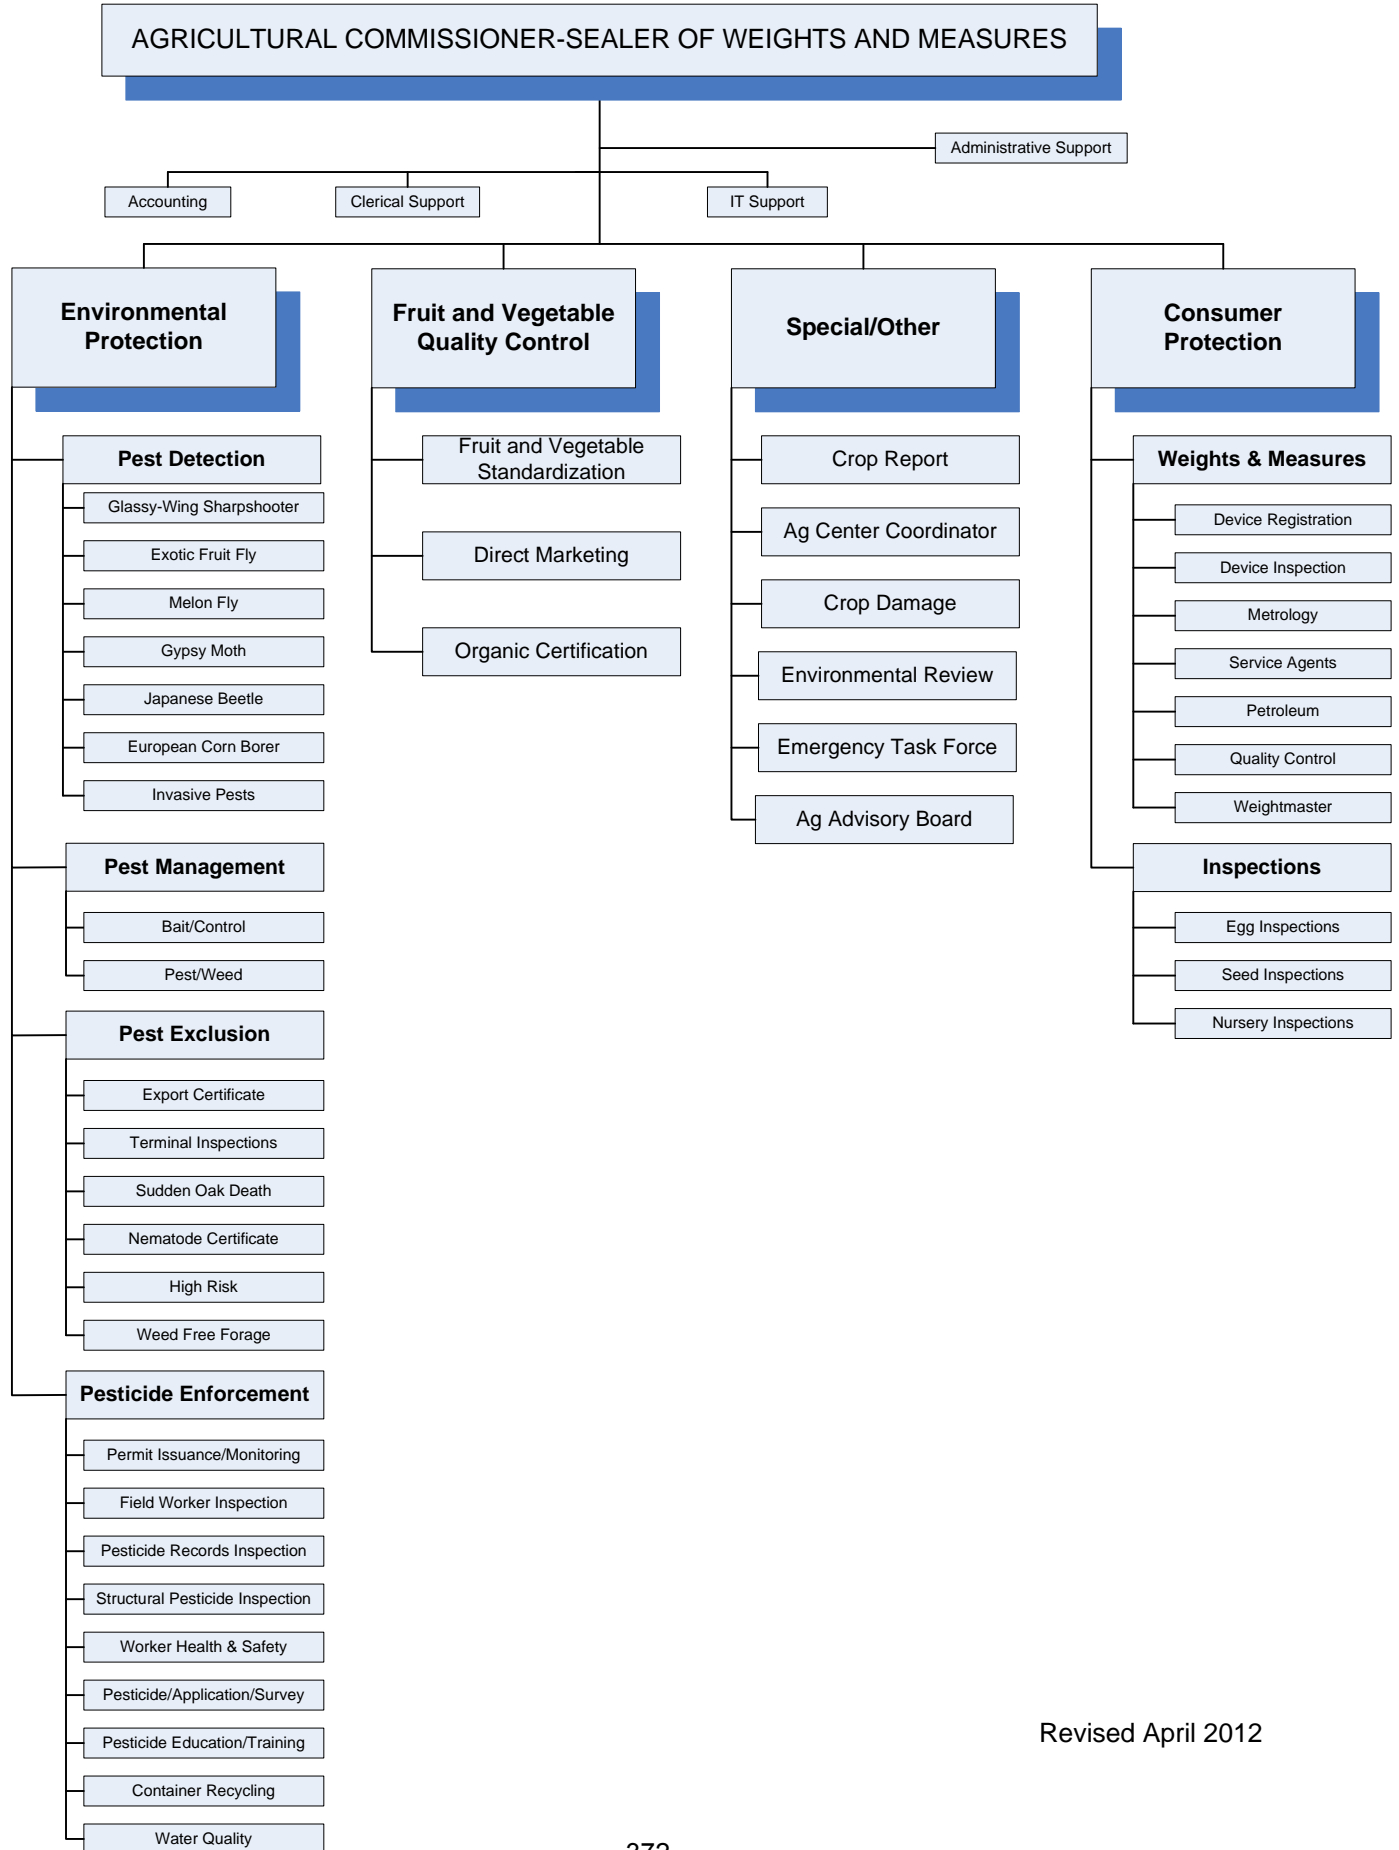 AGRICULTURAL COMMISSIONER-SEALER OF WEIGHTS AND MEASURES
Administrative Support
Accounting
Clerical Support
IT Support
Environmental
Protection
Fruit and Vegetable
Quality Control
Special/Other
Consumer
Protection
Pest Detection
Glassy-Wing Sharpshooter
Exotic Fruit Fly
Melon Fly
Gypsy Moth
Japanese Beetle
European Corn Borer
Invasive Pests
Pest Management
Bait/Control
Pest/Weed
Pest Exclusion
Export Certificate
Terminal Inspections
Sudden Oak Death
Nematode Certificate
High Risk
Weed Free Forage
Pesticide Enforcement
Permit Issuance/Monitoring
Field Worker Inspection
Pesticide Records Inspection
Structural Pesticide Inspection
Worker Health & Safety
Pesticide/Application/Survey
Pesticide Education/Training
Container Recycling
Water Quality
Fruit and Vegetable
Standardization
Direct Marketing
Organic Certification
Crop Report
Ag Center Coordinator
Crop Damage
Environmental Review
Emergency Task Force
Ag Advisory Board
Weights & Measures
Device Registration
Device Inspection
Metrology
Service Agents
Petroleum
Quality Control
Weightmaster
Inspections
Egg Inspections
Seed Inspections
Nursery Inspections
Revised April 2012